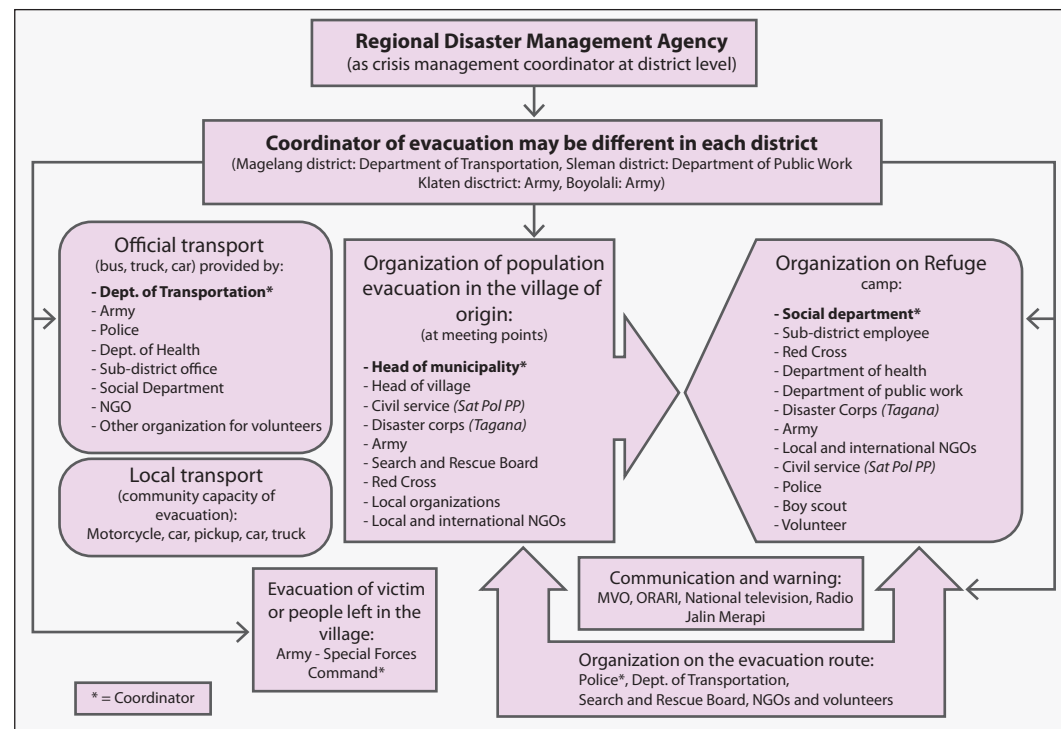 Regional Disaster Management Agency
(as crisis management coordinator at district level)
Coordinator of evacuation may be different in each district
(Magelang district: Department of Transportation, Sleman district: Department of Public Work
Klaten disctrict: Army, Boyolali: Army)
Official transport
(bus, truck, car) provided by:
- Dept. of Transportation*
- Army
- Police
- Dept. of Health
- Sub-district office
- Social Department
- NGO
- Other organization for volunteers
Local transport
(community capacity of
evacuation):
Motorcycle, car, pickup, car, truck
Organization of population
evacuation in the village of
origin:
(at meeting points)
- Head of municipality*
- Head of village
- Civil service (Sat Pol PP)
- Disaster corps (Tagana)
- Army
- Search and Rescue Board
- Red Cross
- Local organizations
- Local and international NGOs
Organization on Refuge
camp:
- Social department*
- Sub-district employee
- Red Cross
- Department of health
- Department of public work
- Disaster Corps (Tagana)
- Army
- Local and international NGOs
- Civil service (Sat Pol PP)
- Police
- Boy scout
- Volunteer
Evacuation of victim
or people left in the
village:
Army - Special Forces
Command*
Communication and warning:
MVO, ORARI, National television, Radio
Jalin Merapi
Organization on the evacuation route:
Police*, Dept. of Transportation,
Search and Rescue Board, NGOs and volunteers
* = Coordinator